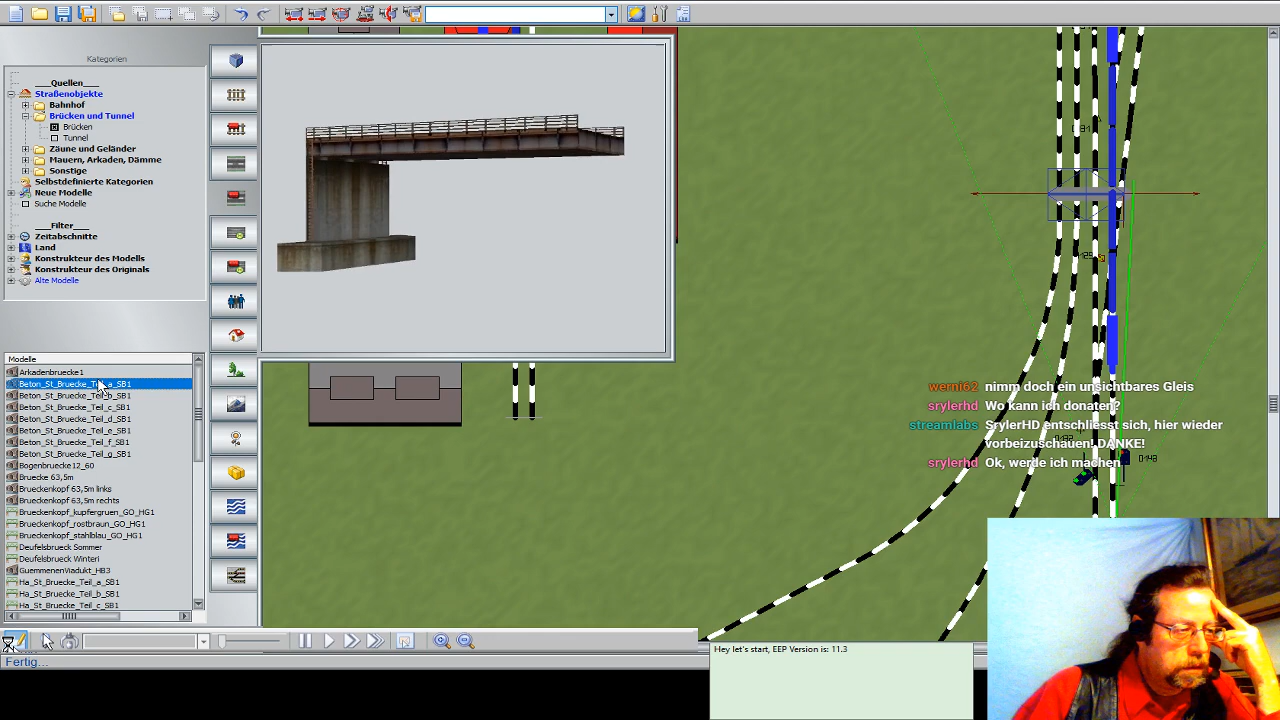 Kategorien
___Quellen___
Straßenobjekte
Bahnhof
Brücken und Tunnel
Brücken
Tunnel
Zäune und Geländer
Mauern, Arkaden, Dämme
Sonstige
Selbstdefinierte Kategorien
Neue Modelle
Suche Modelle
___Filter___
Zeitabschnitte
Land
Konstrukteur des Modells
Konstrukteur des Originals
Alte Modelle
Modelle
Arkadenbruecke1
Beton_St_Bruecke_Teil_a_SB1
Beton_St_Bruecke_Teil_b_SB1
Beton_St_Bruecke_Teil_c_SB1
Beton_St_Bruecke_Teil_d_SB1
Beton_St_Bruecke_Teil_e_SB1
Beton_St_Bruecke_Teil_f_SB1
Beton_St_Bruecke_Teil_g_SB1
Bogenbruecke12_60
Bruecke 63,5m
Brueckenkopf 63,5m links
Brueckenkopf 63,5m rechts
Brueckenkopf_kupfergruen_GO_HG1
Brueckenkopf_rostbraun_GO_HG1
Brueckenkopf_stahlblau_GO_HG1
Deufelsbrueck Sommer
Deufelsbrueck Winteri
GuemmenenViadukt_HB3
Ha_St_Bruecke_Teil_a_SB1
Ha_St_Bruecke_Teil_b_SB1
Ha_St_Bruecke_Teil_c_SB1
Fertig...
werni62 nimm doch ein unsichtbares Gleis
srylerhd Wo kann ich donaten?
streamlabs SrylerHD entschliesst sich, hier wieder
vorbeizuschauen! DANKE!
srylerhd Ok, werde ich machen
0148
Hey let's start, EEP Version is: 11.3